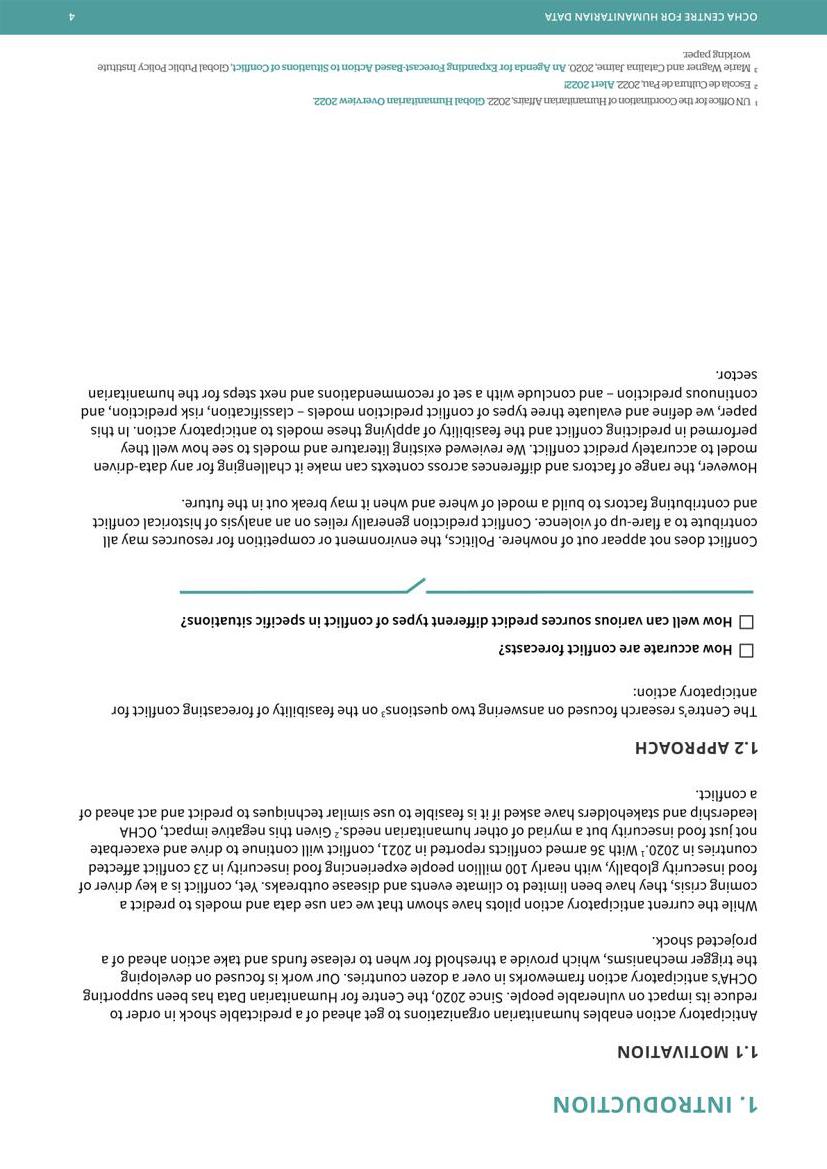 1. INTRODUCTION
1.1 MOTIVATION
Anticipatory action enables humanitarian organizations to get ahead of a predictable shock in order to
reduce its impact on vulnerable people. Since 2020, the Centre for Humanitarian Data has been supporting
OCHA's anticipatory action frameworks in over a dozen countries. Our work is focused on developing
the trigger mechanisms, which provide a threshold for when to release funds and take action ahead of a
projected shock.
While the current anticipatory action pilots have shown that we can use data and models to predict a
coming crisis, they have been limited to climate events and disease outbreaks. Yet, conflict is a key driver of
food insecurity globally, with nearly 100 million people experiencing food insecurity in 23 conflict affected
countries in 2020.¹ With 36 armed conflicts reported in 2021, conflict will continue to drive and exacerbate
not just food insecurity but a myriad of other humanitarian needs.² Given this negative impact, OCHA
leadership and stakeholders have asked if it is feasible to use similar techniques to predict and act ahead of
a conflict.
1.2 APPROACH
The Centre's research focused on answering two questions³ on the feasibility of forecasting conflict for
anticipatory action:
☐ How accurate are conflict forecasts?
☐ How well can various sources predict different types of conflict in specific situations?
Conflict does not appear out of nowhere. Politics, the environment or competition for resources may all
contribute to a flare-up of violence. Conflict prediction generally relies on an analysis of historical conflict
and contributing factors to build a model of where and when it may break out in the future.
However, the range of factors and differences across contexts can make it challenging for any data-driven
model to accurately predict conflict. We reviewed existing literature and models to see how well they
performed in predicting conflict and the feasibility of applying these models to anticipatory action. In this
paper, we define and evaluate three types of conflict prediction models – classification, risk prediction, and
continuous prediction – and conclude with a set of recommendations and next steps for the humanitarian
sector.
¹ UN Office for the Coordination of Humanitarian Affairs, 2022. Global Humanitarian Overview 2022.
² Escola de Cultura de Pau, 2022. Alert 2022!
³ Marie Wagner and Catalina Jaime, 2020. An Agenda for Expanding Forecast-Based Action to Situations of Conflict, Global Public Policy Institute
working paper.
OCHA CENTRE FOR HUMANITARIAN DATA 4